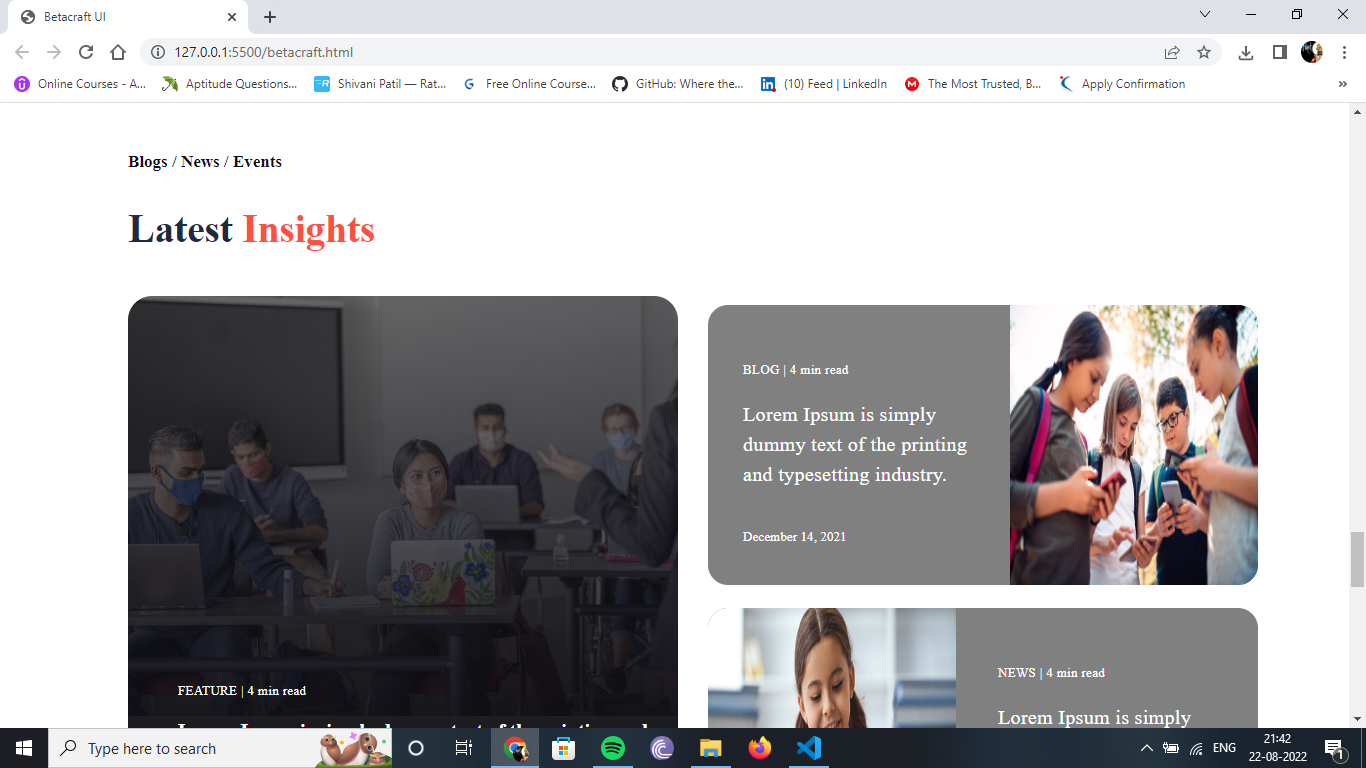 Betacraft UI
127.0.0.1:5500/betacraft.html
Online Courses - A...
Aptitude Questions...
Shivani Patil — Rat...
Free Online Course...
GitHub: Where the...
(10) Feed | LinkedIn
The Most Trusted, B...
Apply Confirmation
»
Blogs / News / Events
Latest Insights
BLOG | 4 min read
Lorem Ipsum is simply
dummy text of the printing
and typesetting industry.
December 14, 2021
FEATURE | 4 min read
NEWS | 4 min read
Lorem Ipsum is simply
Type here to search
ENG
21:42
22-08-2022
1